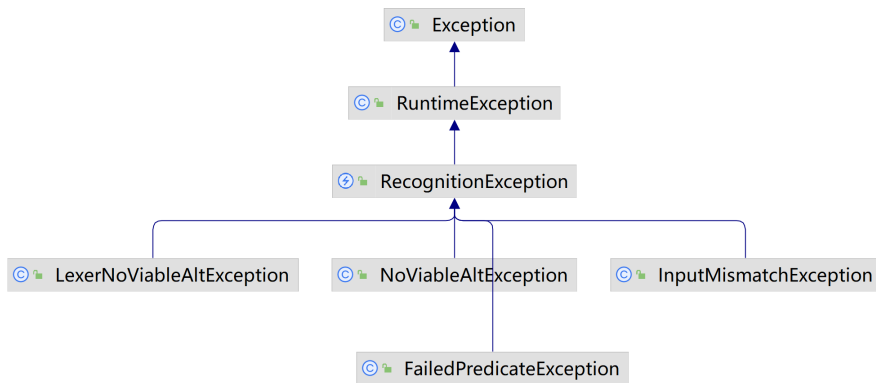 Exception
RuntimeException
RecognitionException
LexerNoViableAltException
NoViableAltException
InputMismatchException
FailedPredicateException